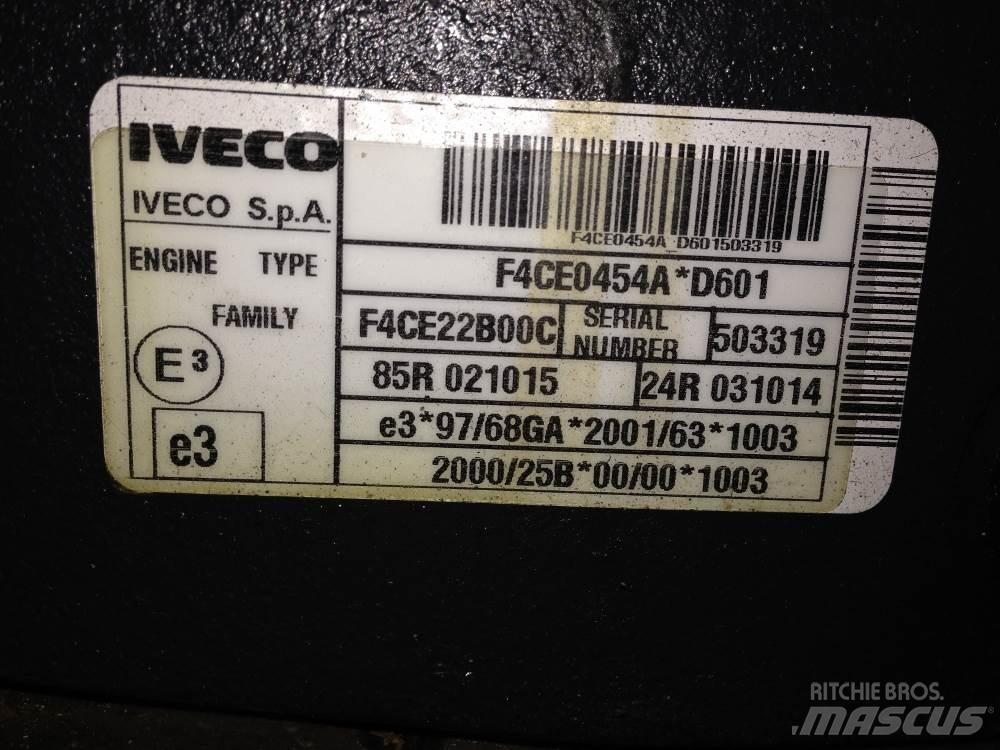 IVECO
IVECO S.p.A.
F4CE0454A D601503319
ENGINE TYPE F4CE0454A*D601
FAMILY F4CE22B00C SERIAL NUMBER 503319
E3 85R 021015 24R 031014
e3 e3*97/68GA*2001/63*1003
2000/25B*00/00*1003
RITCHIE BROS.
MASCUS